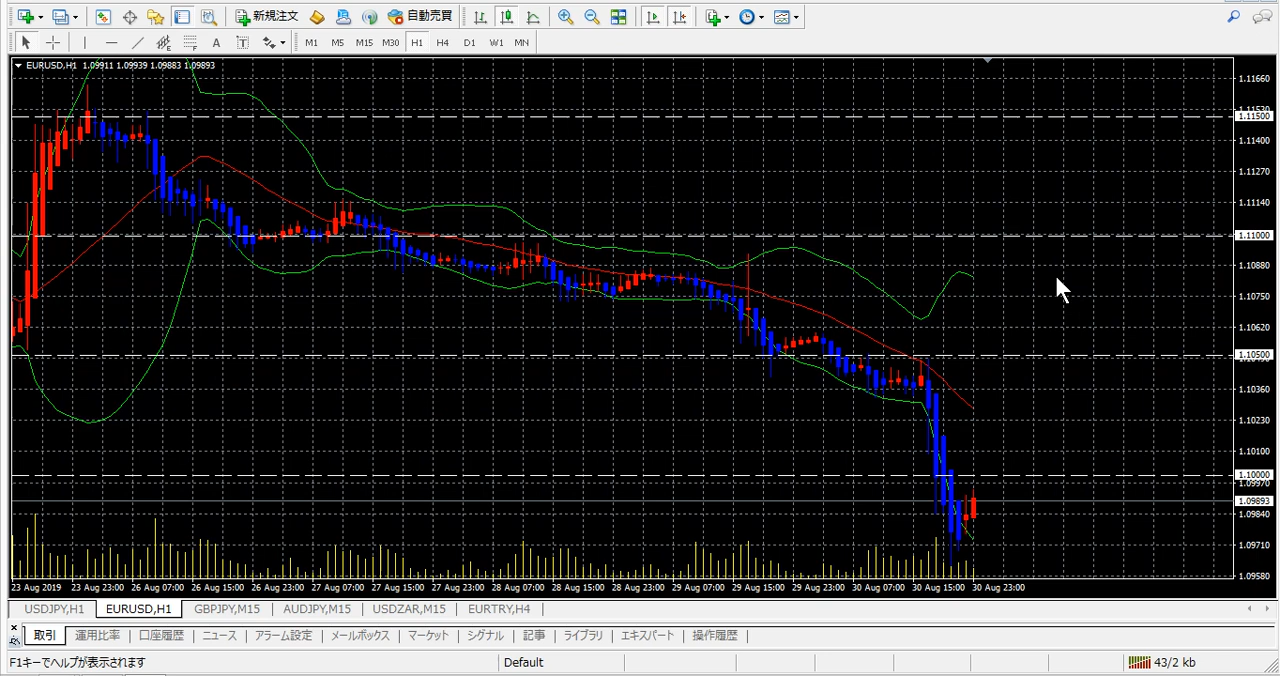 新規注文 自動売買
A T
M1 M5 M15 M30 H1 H4 D1 W1 MN
EURUSD,H1 1.09911 1.09939 1.09883 1.09893
1.11660
1.11530
1.11500
1.11400
1.11270
1.11140
1.11000
1.10880
1.10750
1.10620
1.10500
1.10360
1.10230
1.10100
1.10000
1.09970
1.09893
1.09840
1.09710
1.09580
23 Aug 2019 23 Aug 23:00 26 Aug 07:00 26 Aug 15:00 26 Aug 23:00 27 Aug 07:00 27 Aug 15:00 27 Aug 23:00 28 Aug 07:00 28 Aug 15:00 28 Aug 23:00 29 Aug 07:00 29 Aug 15:00 29 Aug 23:00 30 Aug 07:00 30 Aug 15:00 30 Aug 23:00
USDJPY,H1 EURUSD,H1 GBPJPY,M15 AUDJPY,M15 USDZAR,M15 EURTRY,H4
取引 運用比率 口座履歴 ニュース アラーム設定 メールボックス マーケット シグナル 記事 ライブラリ エキスパート 操作履歴
F1キーでヘルプが表示されます Default 43/2 kb